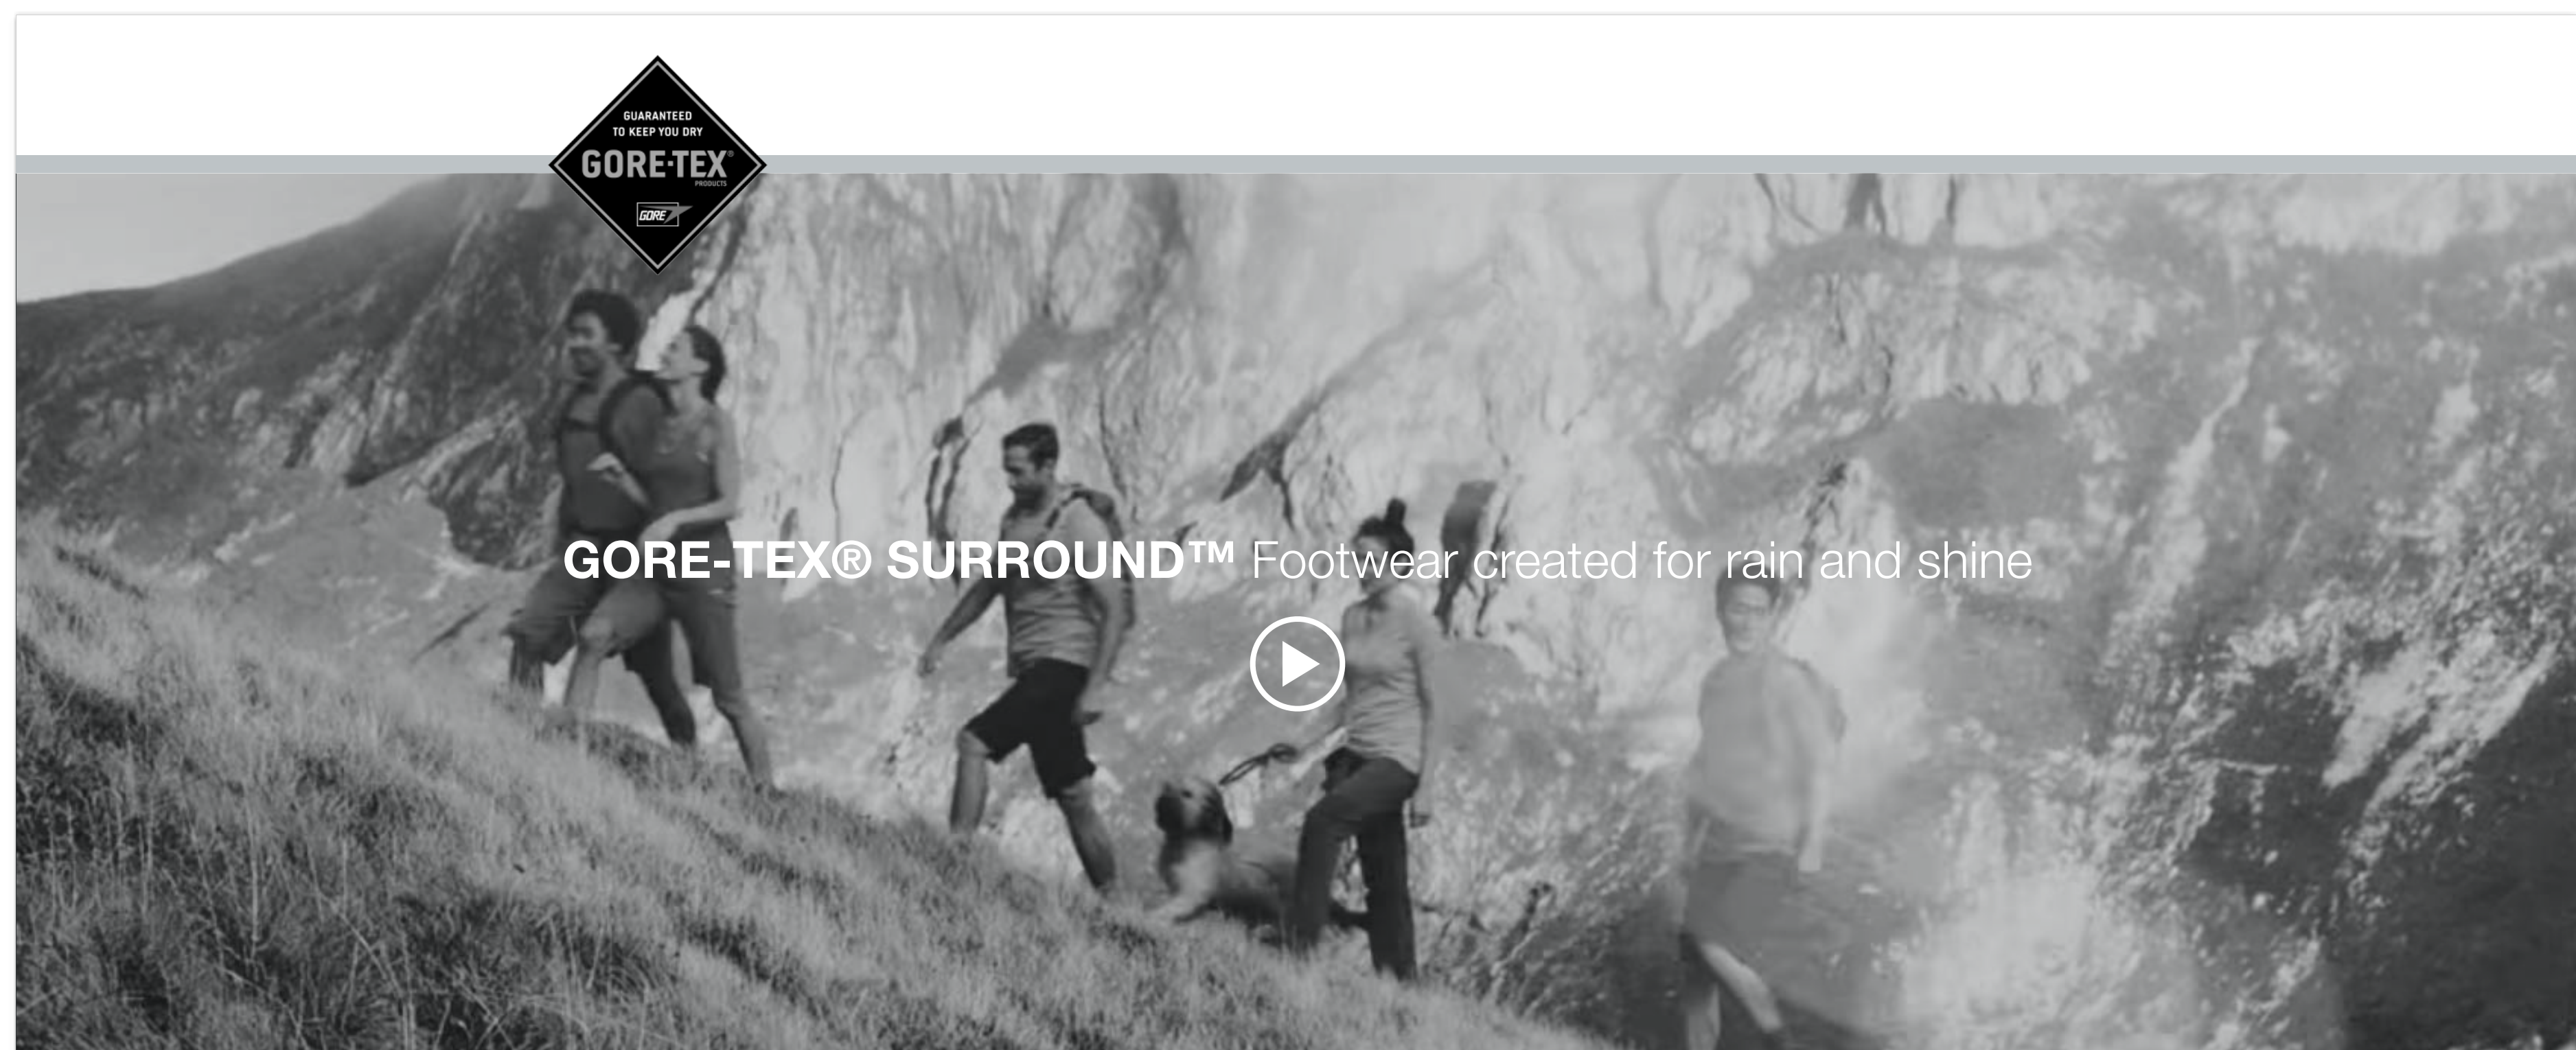 GUARANTEED
TO KEEP YOU DRY
GORE-TEX®
PRODUCTS
GORE
GORE-TEX® SURROUND™ Footwear created for rain and shine